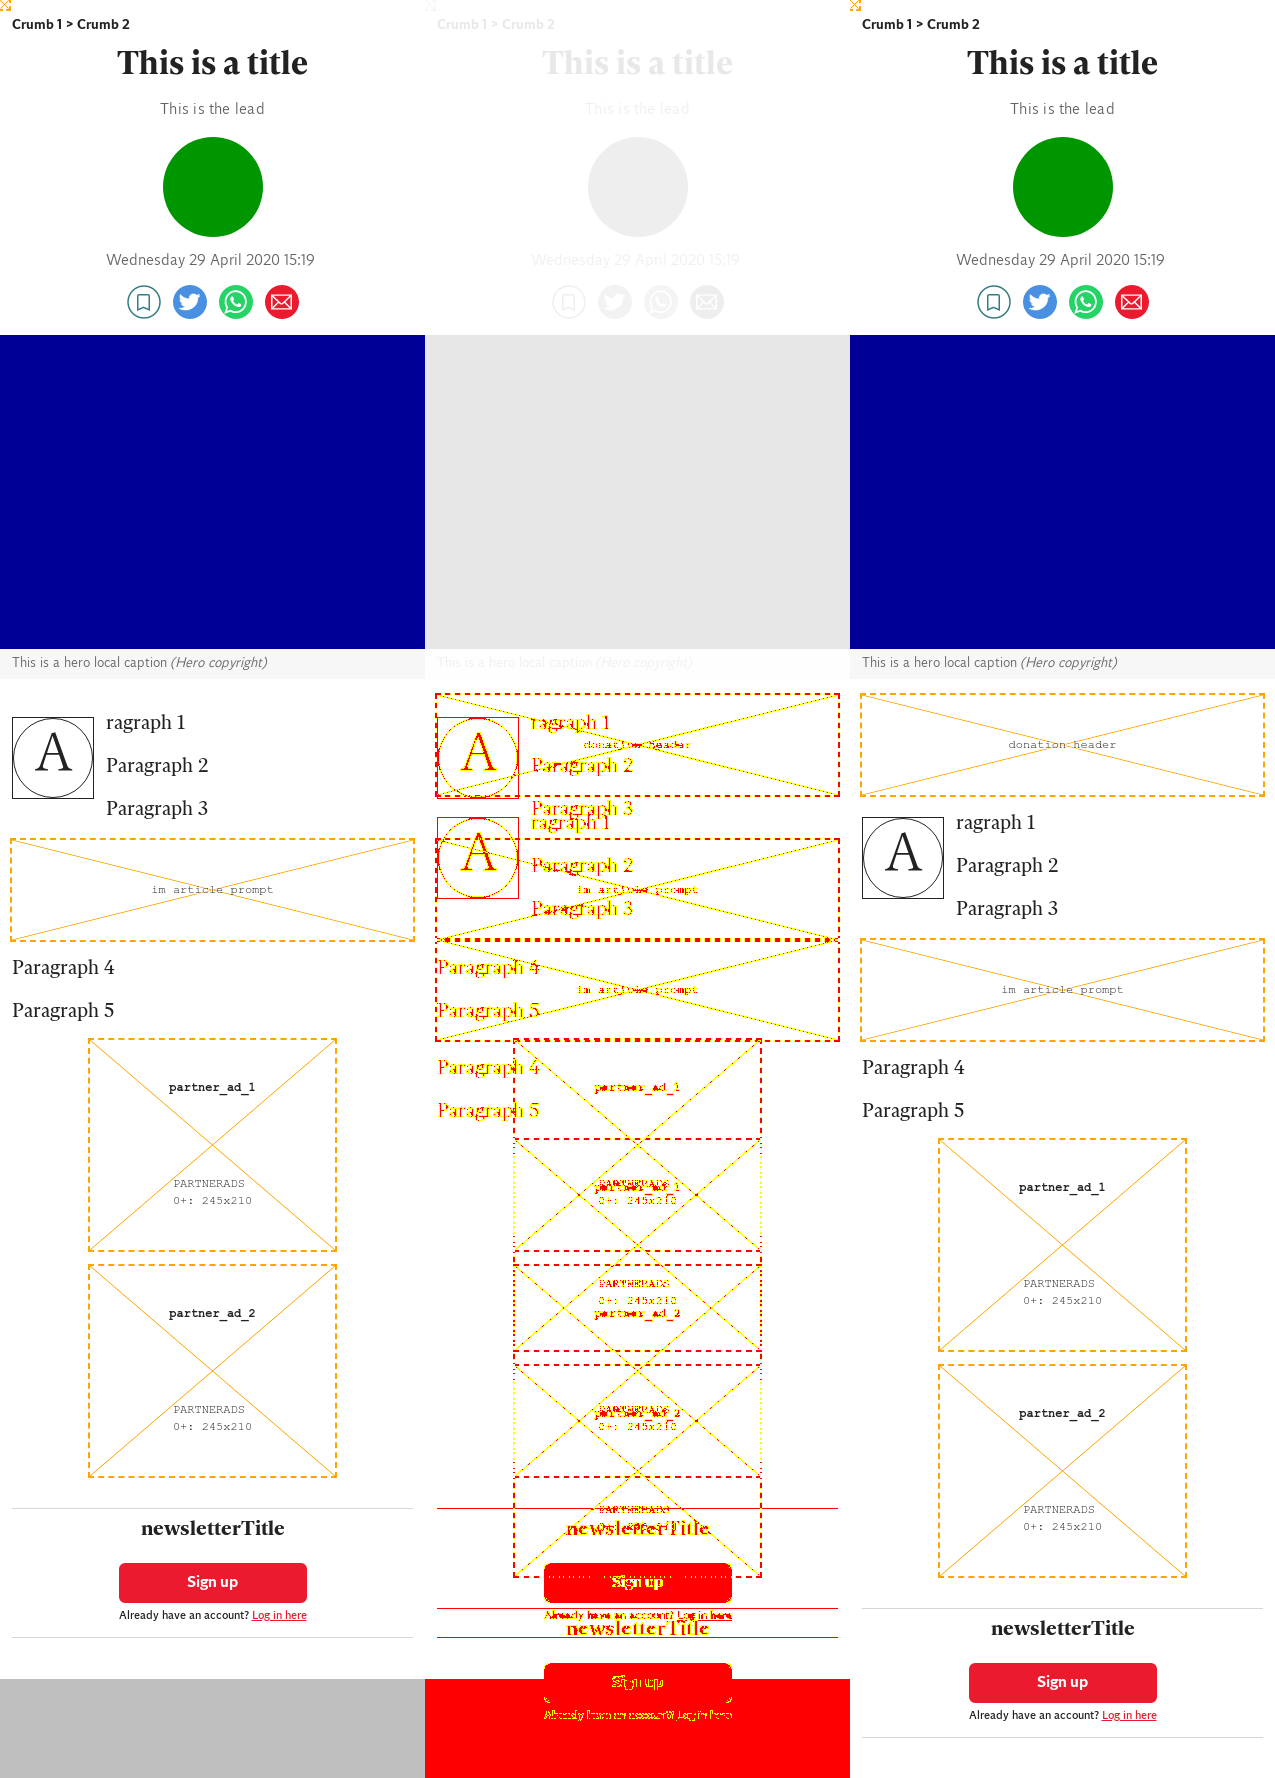 Crumb 1 > Crumb 2
This is a title
This is the lead
Wednesday 29 April 2020 15:19
This is a hero local caption (Hero copyright)
A
ragraph 1
Paragraph 2
Paragraph 3
im article prompt
Paragraph 4
Paragraph 5
partner_ad_1
PARTNERADS
0+: 245x210
partner_ad_2
PARTNERADS
0+: 245x210
newsletterTitle
Sign up
Already have an account? Log in here
Crumb 1 > Crumb 2
This is a title
This is the lead
Wednesday 29 April 2020 15:19
This is a hero local caption (Hero copyright)
donation header
A
ragraph 1
Paragraph 2
Paragraph 3
A
ragraph 1
Paragraph 2
im article prompt
Paragraph 3
Paragraph 4
im article prompt
Paragraph 5
Paragraph 4
partner_ad_1
Paragraph 5
PARTNERADS
partner_ad_1
0+: 245x210
PARTNERADS
0+: 245x210
partner_ad_2
PARTNERADS
partner_ad_2
0+: 245x210
PARTNERADS
0+: 245x210
newsletterTitle
Sign up
Already have an account? Log in here
newsletterTitle
Sign up
Already have an account? Log in here
Crumb 1 > Crumb 2
This is a title
This is the lead
Wednesday 29 April 2020 15:19
This is a hero local caption (Hero copyright)
donation header
A
ragraph 1
Paragraph 2
Paragraph 3
im article prompt
Paragraph 4
Paragraph 5
partner_ad_1
PARTNERADS
0+: 245x210
partner_ad_2
PARTNERADS
0+: 245x210
newsletterTitle
Sign up
Already have an account? Log in here